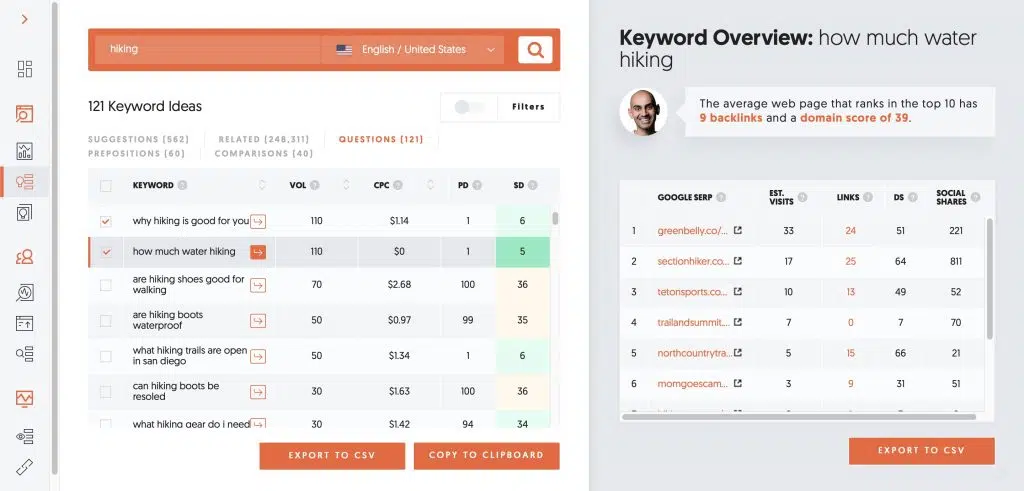 hiking
English / United States
121 Keyword Ideas
Filters
SUGGESTIONS (562)
RELATED (248,311)
QUESTIONS (121)
PREPOSITIONS (60)
COMPARISONS (40)
KEYWORD ? VOL ? CPC ? PD ? SD ?
why hiking is good for you 110 $1.14 1 6
how much water hiking 110 $0 1 5
are hiking shoes good for
walking 70 $2.68 100 36
are hiking boots
waterproof 50 $0.97 99 35
what hiking trails are open
in san diego 50 $1.34 1 6
can hiking boots be
resoled 30 $1.63 100 36
what hiking gear do i need 30 $1.42 94 34
EXPORT TO CSV
COPY TO CLIPBOARD
Keyword Overview: how much water
hiking
The average web page that ranks in the top 10 has
9 backlinks and a domain score of 39.
GOOGLE SERP ? EST.
VISITS ? LINKS ? DS ? SOCIAL
SHARES ?
1 greenbelly.co/... 33 24 51 221
2 sectionhiker.co... 17 25 64 811
3 tetonsports.co... 10 13 49 52
4 trailandsummit... 7 0 7 70
5 northcountrytra... 5 15 66 21
6 momgoescam... 3 9 31 51
EXPORT TO CSV